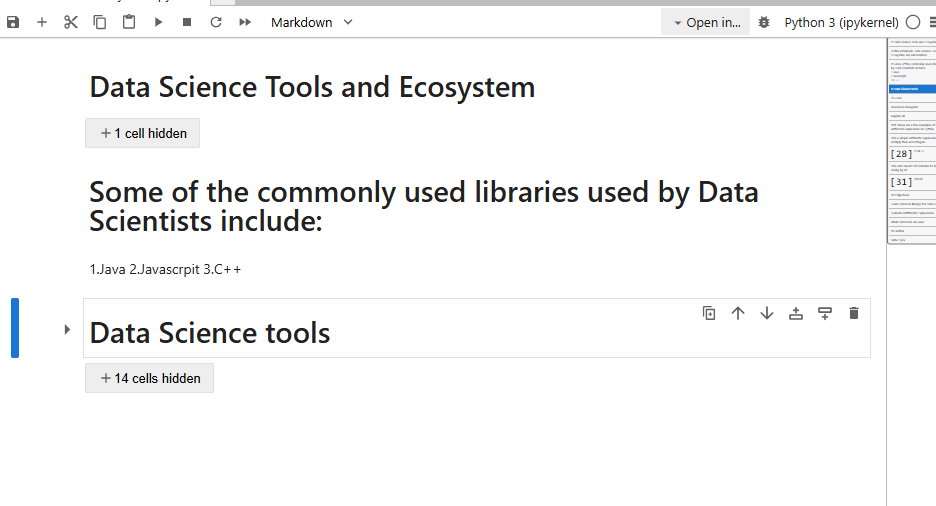 Markdown
Open in...
Python 3 (ipykernel)
Data Science Tools and Ecosystem
+ 1 cell hidden
Some of the commonly used libraries used by Data
Scientists include:
1.Java 2.Javascrpit 3.C++
Data Science tools
+ 14 cells hidden
[28]
[31]